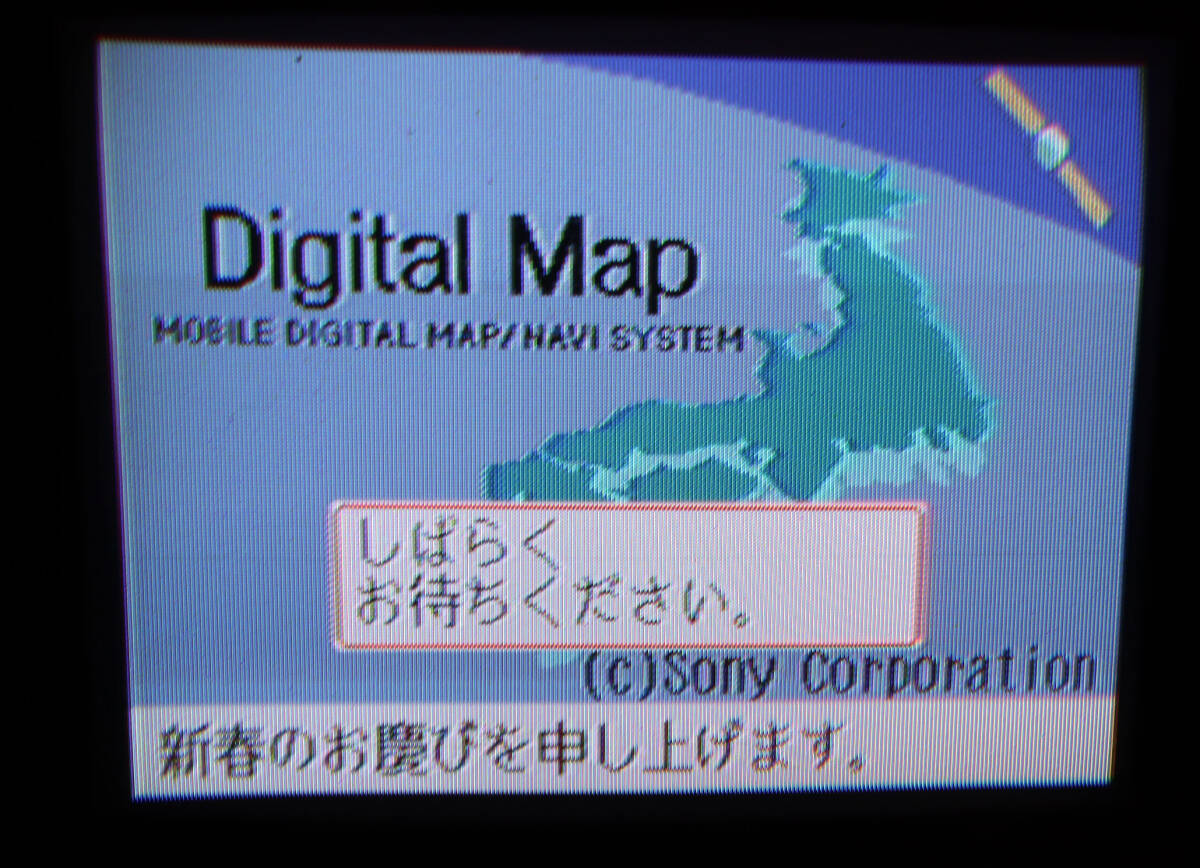 Digital Map
MOBILE DIGITAL MAP/NAVI SYSTEM
しばらく
お待ちください。
(c)Sony Corporation
新春のお慶びを申し上げます。